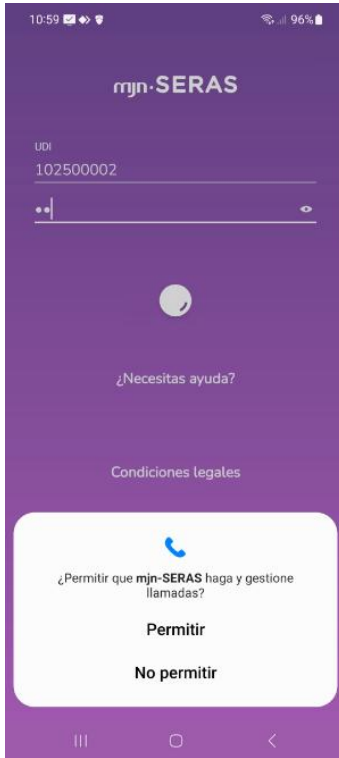 10:59 96%
mjn·SERAS
UDI
102500002
••
¿Necesitas ayuda?
Condiciones legales
¿Permitir que mjn-SERAS haga y gestione
llamadas?
Permitir
No permitir